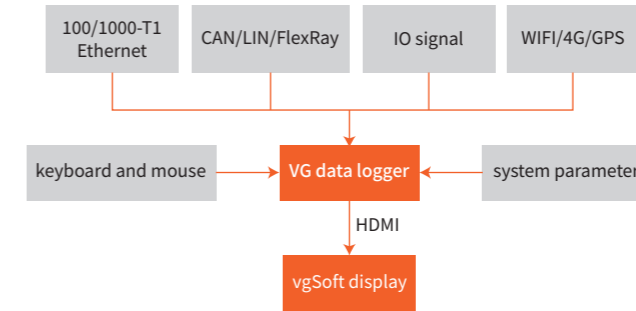 100/1000-T1
Ethernet
CAN/LIN/FlexRay
IO signal
WIFI/4G/GPS
keyboard and mouse
VG data logger
system parameter
HDMI
vgSoft display